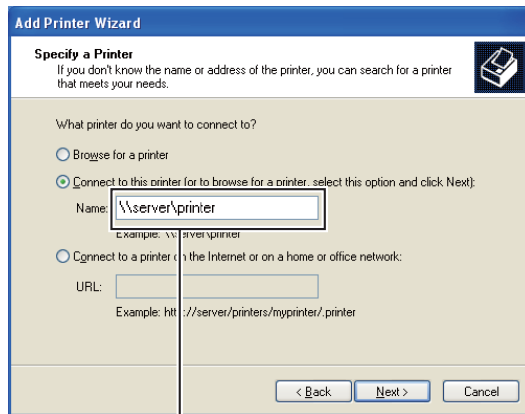 Add Printer Wizard
Specify a Printer
If you don't know the name or address of the printer, you can search for a printer
that meets your needs.
What printer do you want to connect to?
Browse for a printer
Connect to this printer (or to browse for a printer, select this option and click Next):
Name: \\server\printer
Example: \\server\printer
Connect to a printer on the Internet or on a home or office network:
URL:
Example: http://server/printers/myprinter/.printer
< Back Next > Cancel